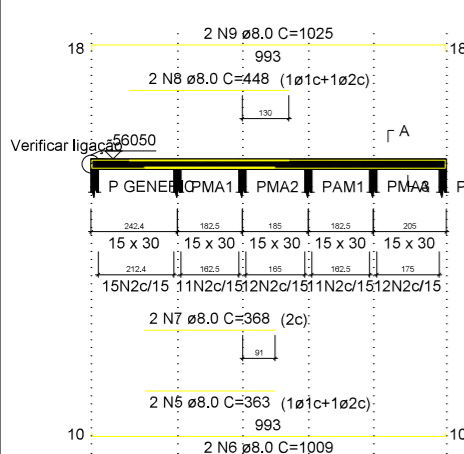 2 N9 ø8.0 C=1025
18 18
993
2 N8 ø8.0 C=448 (1ø1c+1ø2c)
130
A
56050
Verificar ligação
P GENERIC PMA1 PMA2 PAM1 A P
242.4 182.5 185 182.5 205
15 x 30 15 x 30 15 x 30 15 x 30 15 x 30
212.4 162.5 165 162.5 175
15N2c/15 11N2c/15 12N2c/15 11N2c/15 12N2c/15
2 N7 ø8.0 C=368 (2c)
91
2 N5 ø8.0 C=363 (1ø1c+1ø2c)
993
10 10
2 N6 ø8.0 C=1009